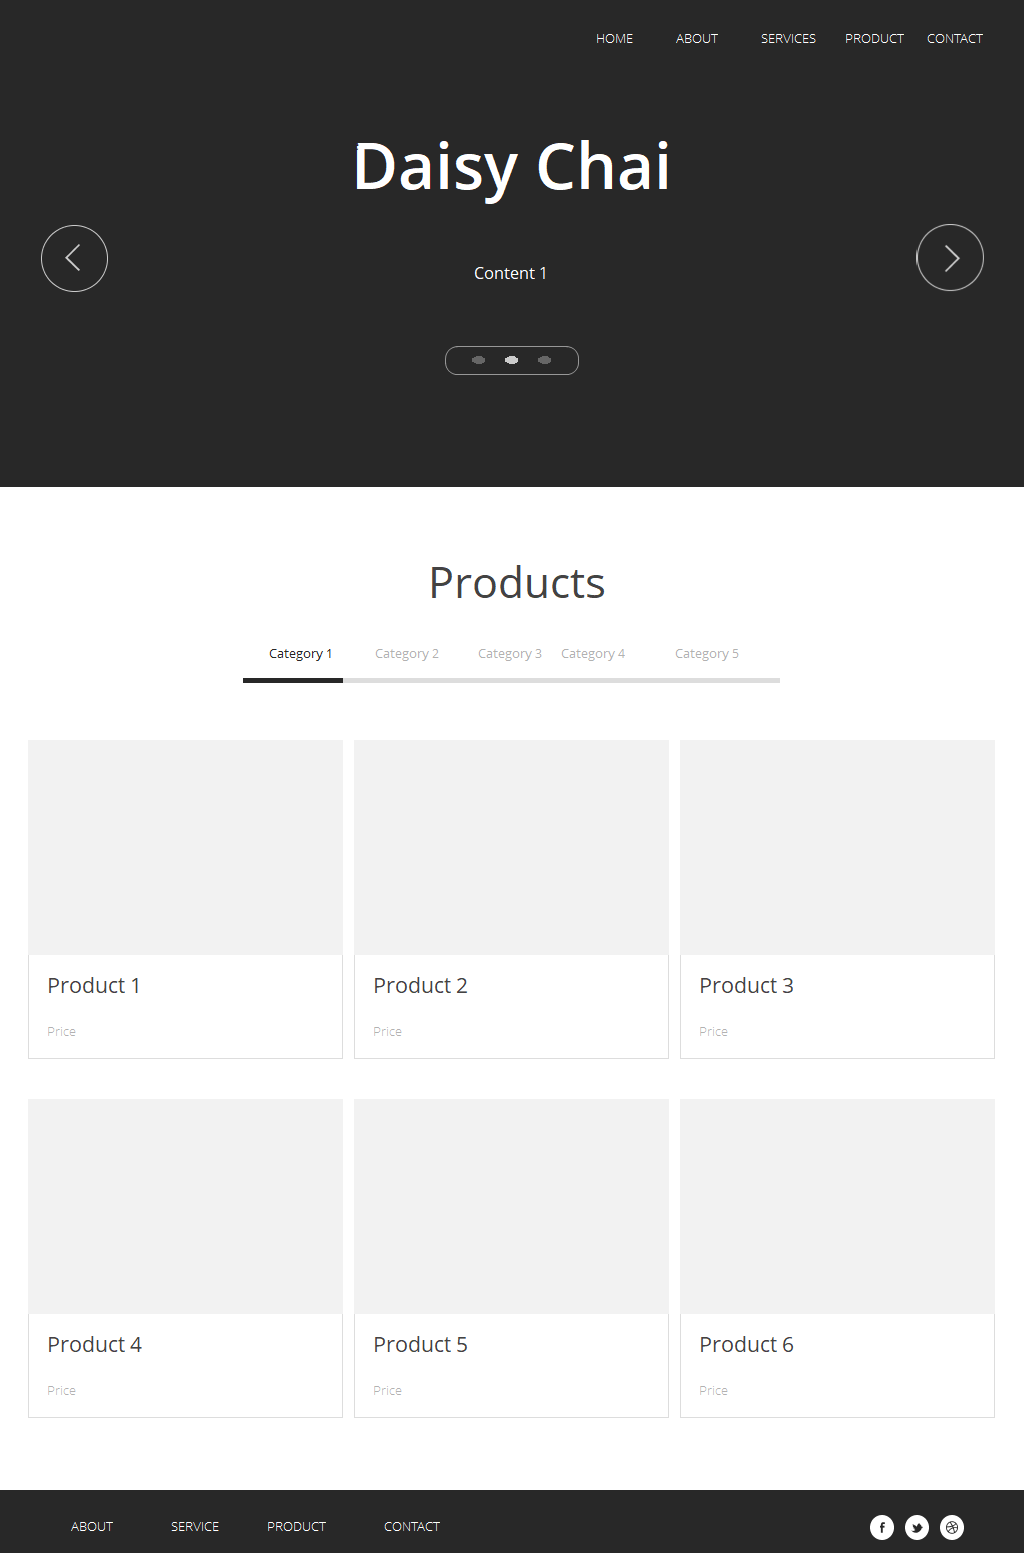 HOME ABOUT SERVICES PRODUCT CONTACT
Daisy Chai
Content 1
Products
Category 1 Category 2 Category 3 Category 4 Category 5
Product 1 Product 2 Product 3
Price Price Price
Product 4 Product 5 Product 6
Price Price Price
ABOUT SERVICE PRODUCT CONTACT